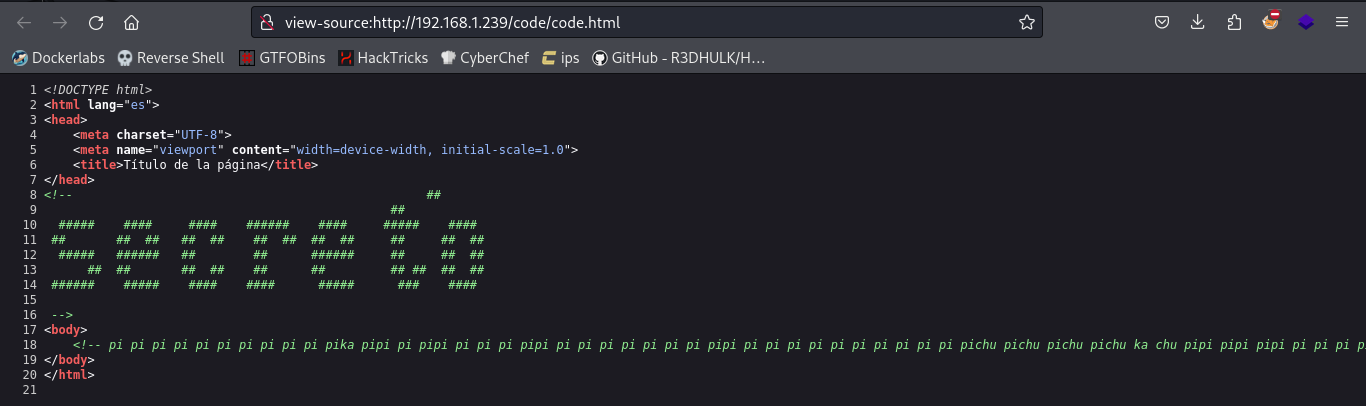 view-source:http://192.168.1.239/code/code.html
Dockerlabs Reverse Shell GTFOBins HackTricks CyberChef ips GitHub - R3DHULK/H…
1 <!DOCTYPE html>
2 <html lang="es">
3 <head>
4     <meta charset="UTF-8">
5     <meta name="viewport" content="width=device-width, initial-scale=1.0">
6     <title>Título de la página</title>
7 </head>
8 <!--                                                 ##
9                                                 ##
10   #####    ####     ####    ######    ####     #####    ####
11  ##       ##  ##   ##  ##    ##  ##  ##  ##     ##     ##  ##
12   #####   ######   ##        ##      ######     ##     ##  ##
13       ##  ##       ##  ##    ##      ##         ## ##  ##  ##
14  ######    #####    ####    ####      #####      ###    ####
15
16  -->
17 <body>
18     <!-- pi pi pi pi pi pi pi pi pi pi pika pipi pi pipi pi pi pi pipi pi pi pi pi pi pi pi pipi pi pi pi pi pi pi pi pi pi pi pichu pichu pichu pichu ka chu pipi pipi pipi pi pi pi p
19 </body>
20 </html>
21